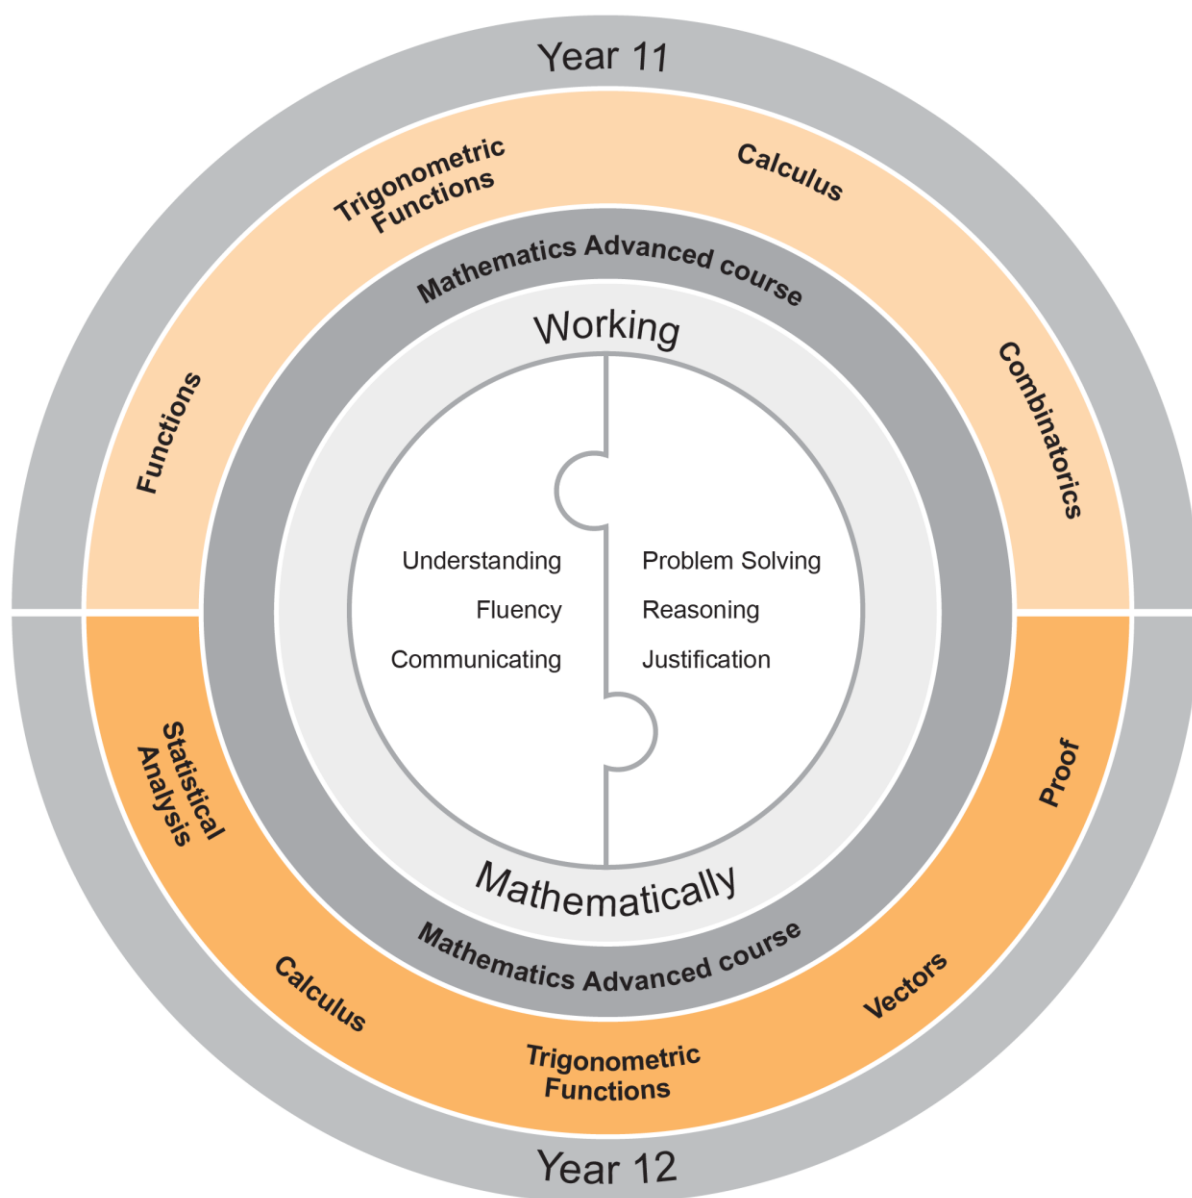 Year 11
Trigonometric
Functions
Calculus
Functions
Combinatorics
Mathematics Advanced course
Working
Understanding
Fluency
Communicating
Problem Solving
Reasoning
Justification
Mathematically
Mathematics Advanced course
Statistical
Analysis
Calculus
Trigonometric
Functions
Vectors
Proof
Year 12